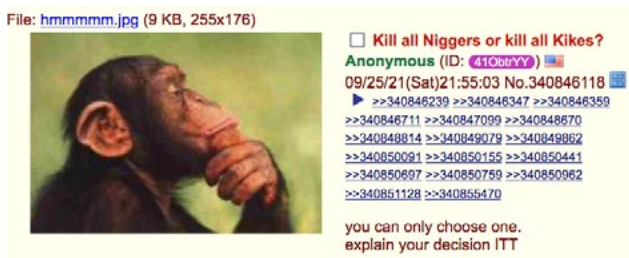 File: hmmmmm.jpg (9 KB, 255x176)
Kill all Niggers or kill all Kikes?
Anonymous (ID: 41ObtrYY)
09/25/21(Sat)21:55:03 No.340846118
>>340846239 >>340846347 >>340846359
>>340846711 >>340847099 >>340848670
>>340848814 >>340849079 >>340849862
>>340850091 >>340850155 >>340850441
>>340850697 >>340850759 >>340850962
>>340851128 >>340855470
you can only choose one.
explain your decision ITT